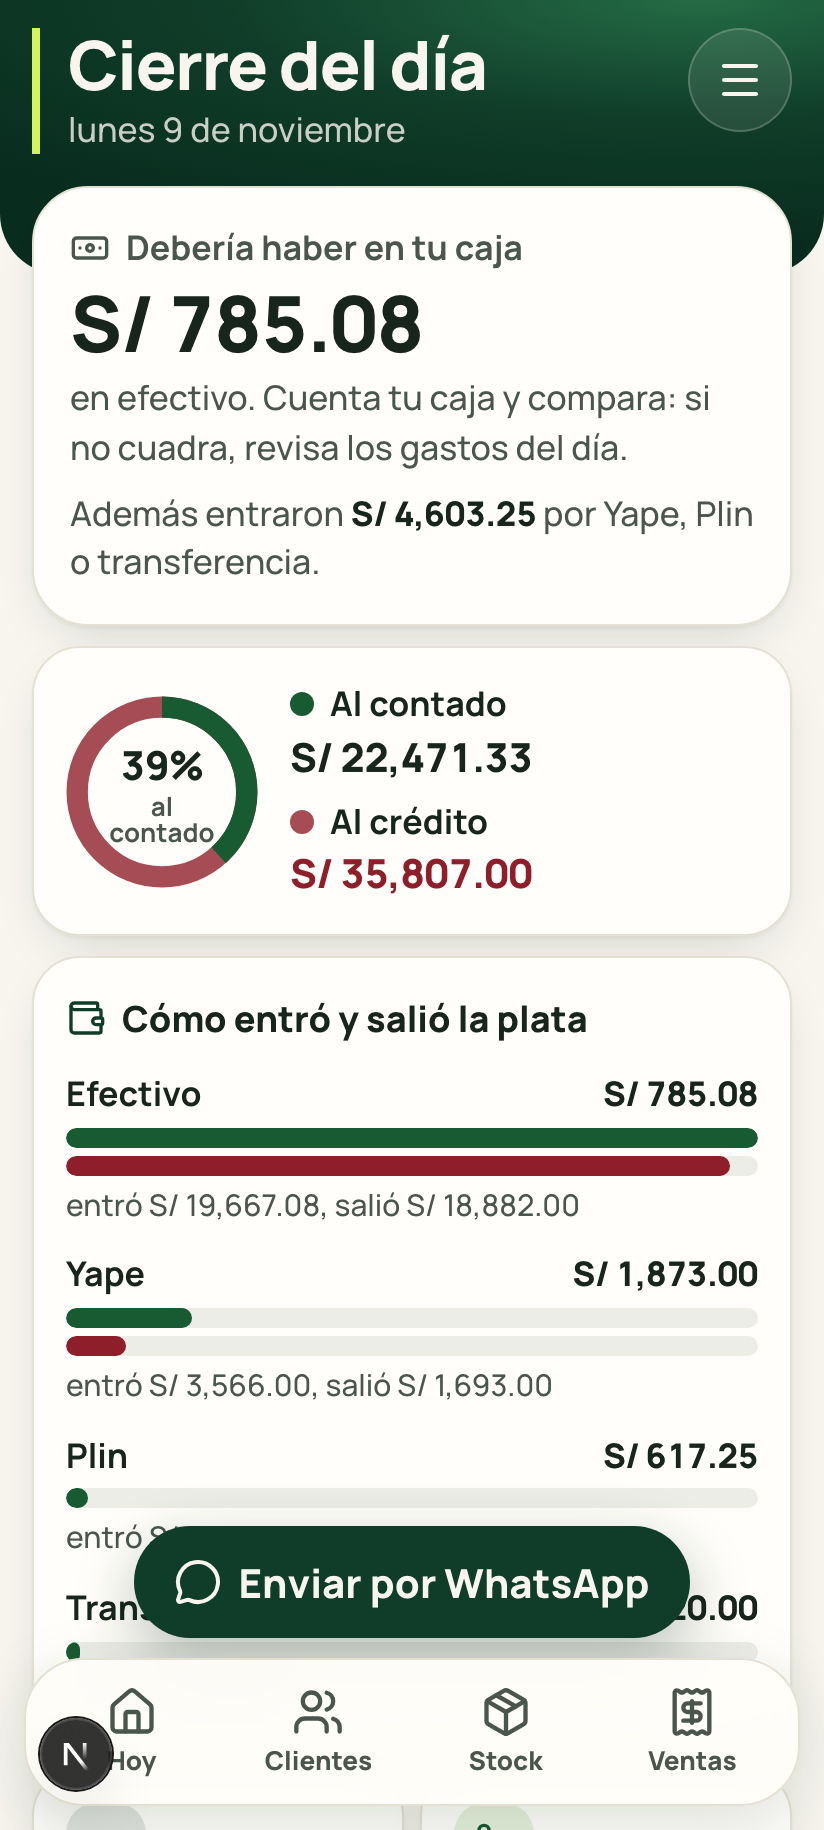 Cierre del día
lunes 9 de noviembre
Debería haber en tu caja
S/ 785.08
en efectivo. Cuenta tu caja y compara: si
no cuadra, revisa los gastos del día.
Además entraron S/ 4,603.25 por Yape, Plin
o transferencia.
39%
al
contado
Al contado
S/ 22,471.33
Al crédito
S/ 35,807.00
Cómo entró y salió la plata
Efectivo S/ 785.08
entró S/ 19,667.08, salió S/ 18,882.00
Yape S/ 1,873.00
entró S/ 3,566.00, salió S/ 1,693.00
Plin S/ 617.25
entró
Enviar por WhatsApp
N
Hoy
Clientes
Stock
Ventas